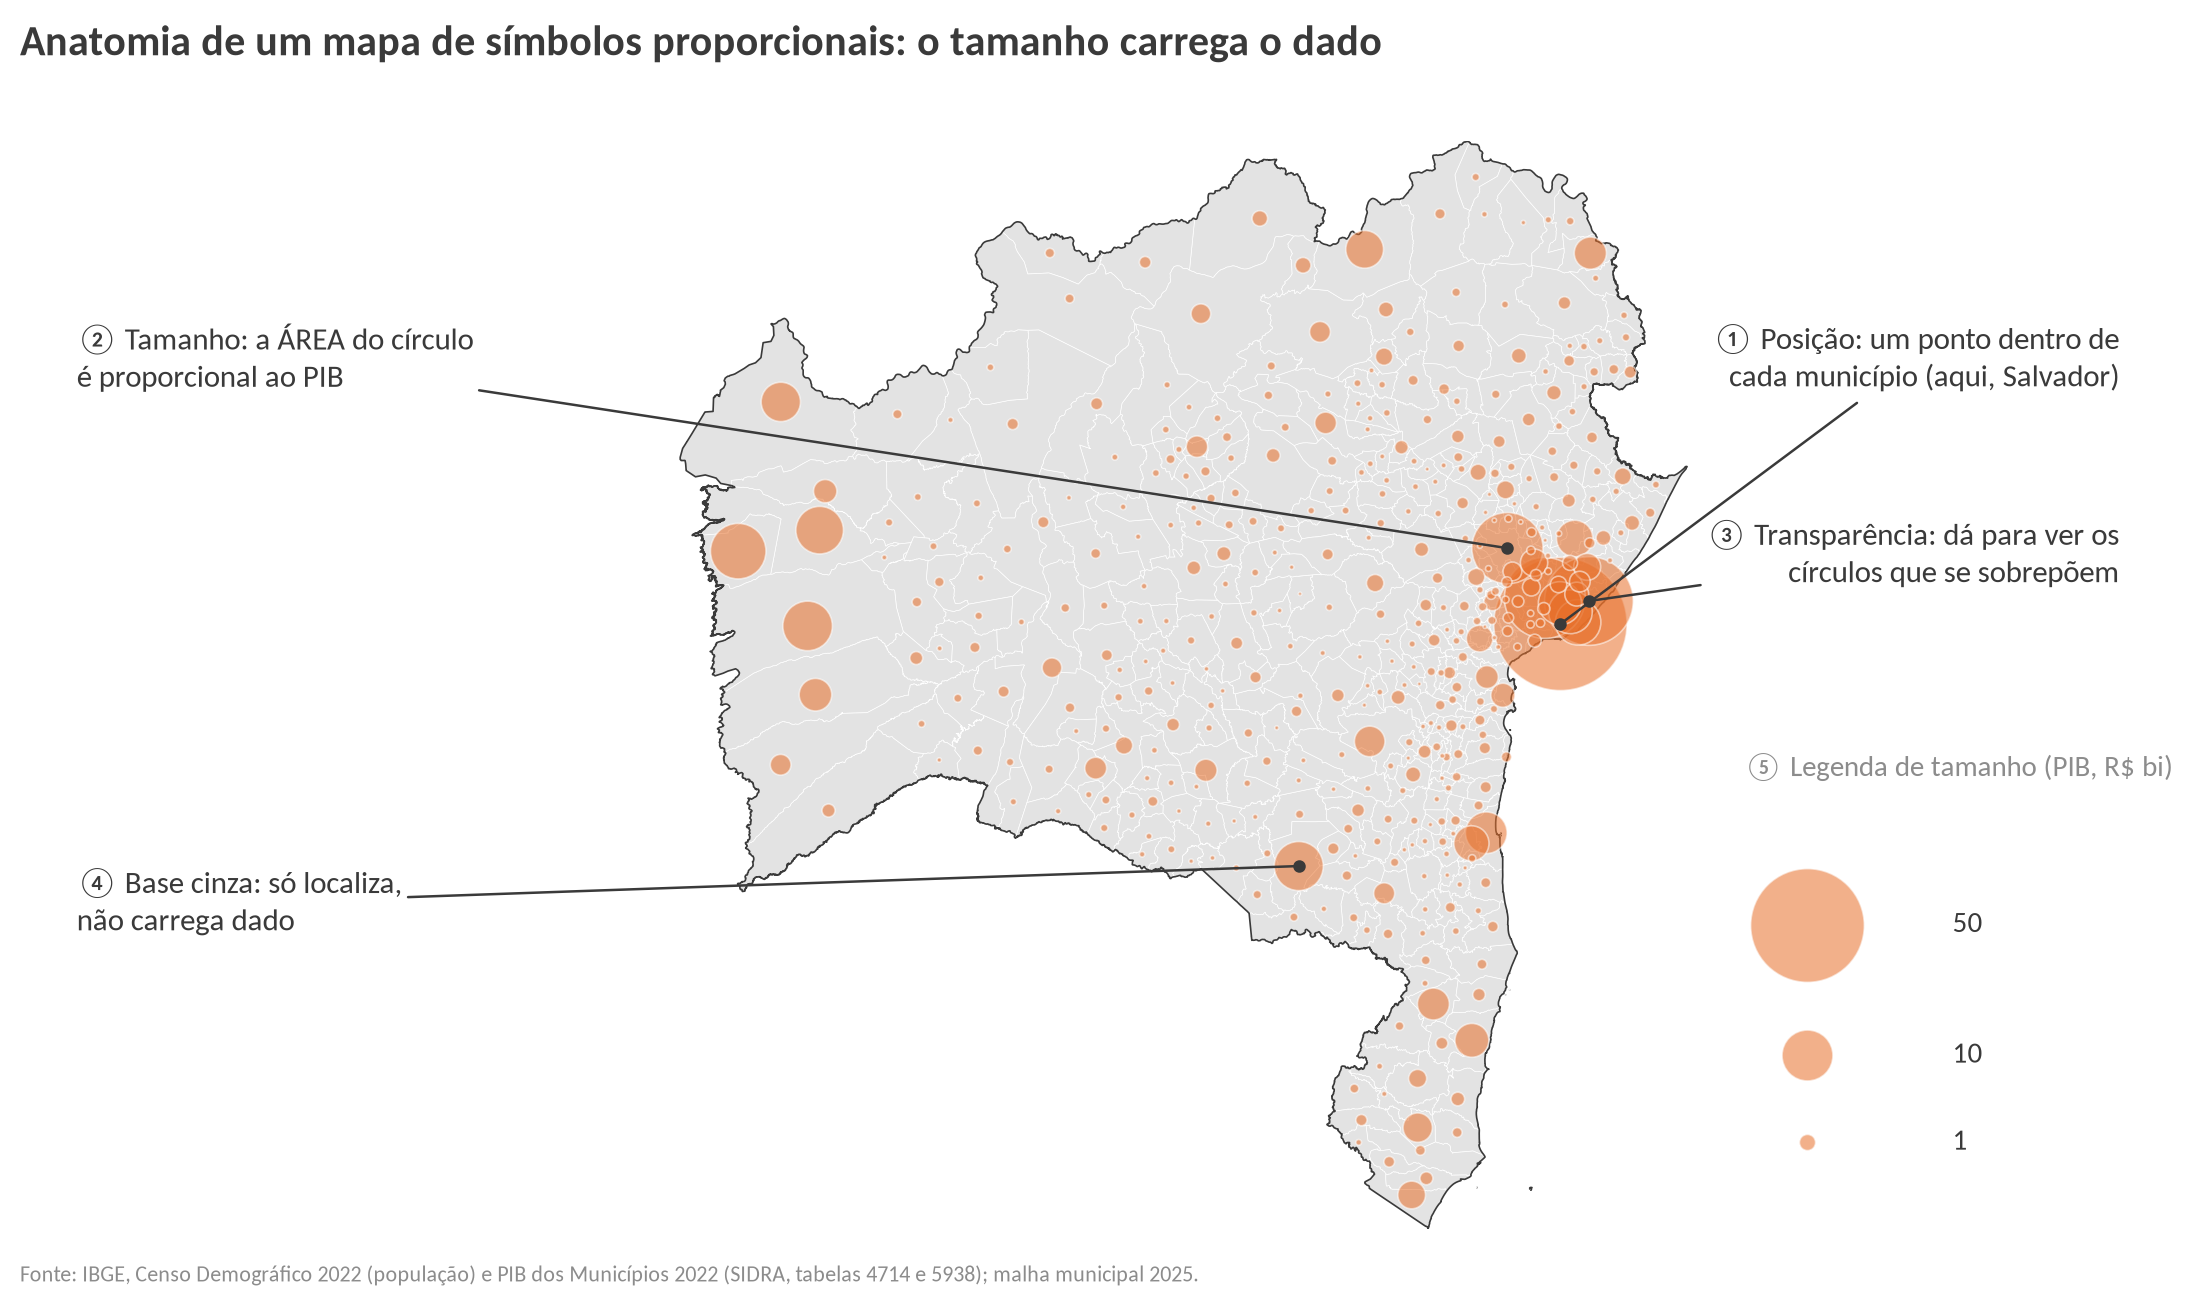 Anatomia de um mapa de símbolos proporcionais: o tamanho carrega o dado
② Tamanho: a ÁREA do círculo
é proporcional ao PIB
① Posição: um ponto dentro de
cada município (aqui, Salvador)
③ Transparência: dá para ver os
círculos que se sobrepõem
⑤ Legenda de tamanho (PIB, R$ bi)
④ Base cinza: só localiza,
não carrega dado
50
10
1
Fonte: IBGE, Censo Demográfico 2022 (população) e PIB dos Municípios 2022 (SIDRA, tabelas 4714 e 5938); malha municipal 2025.